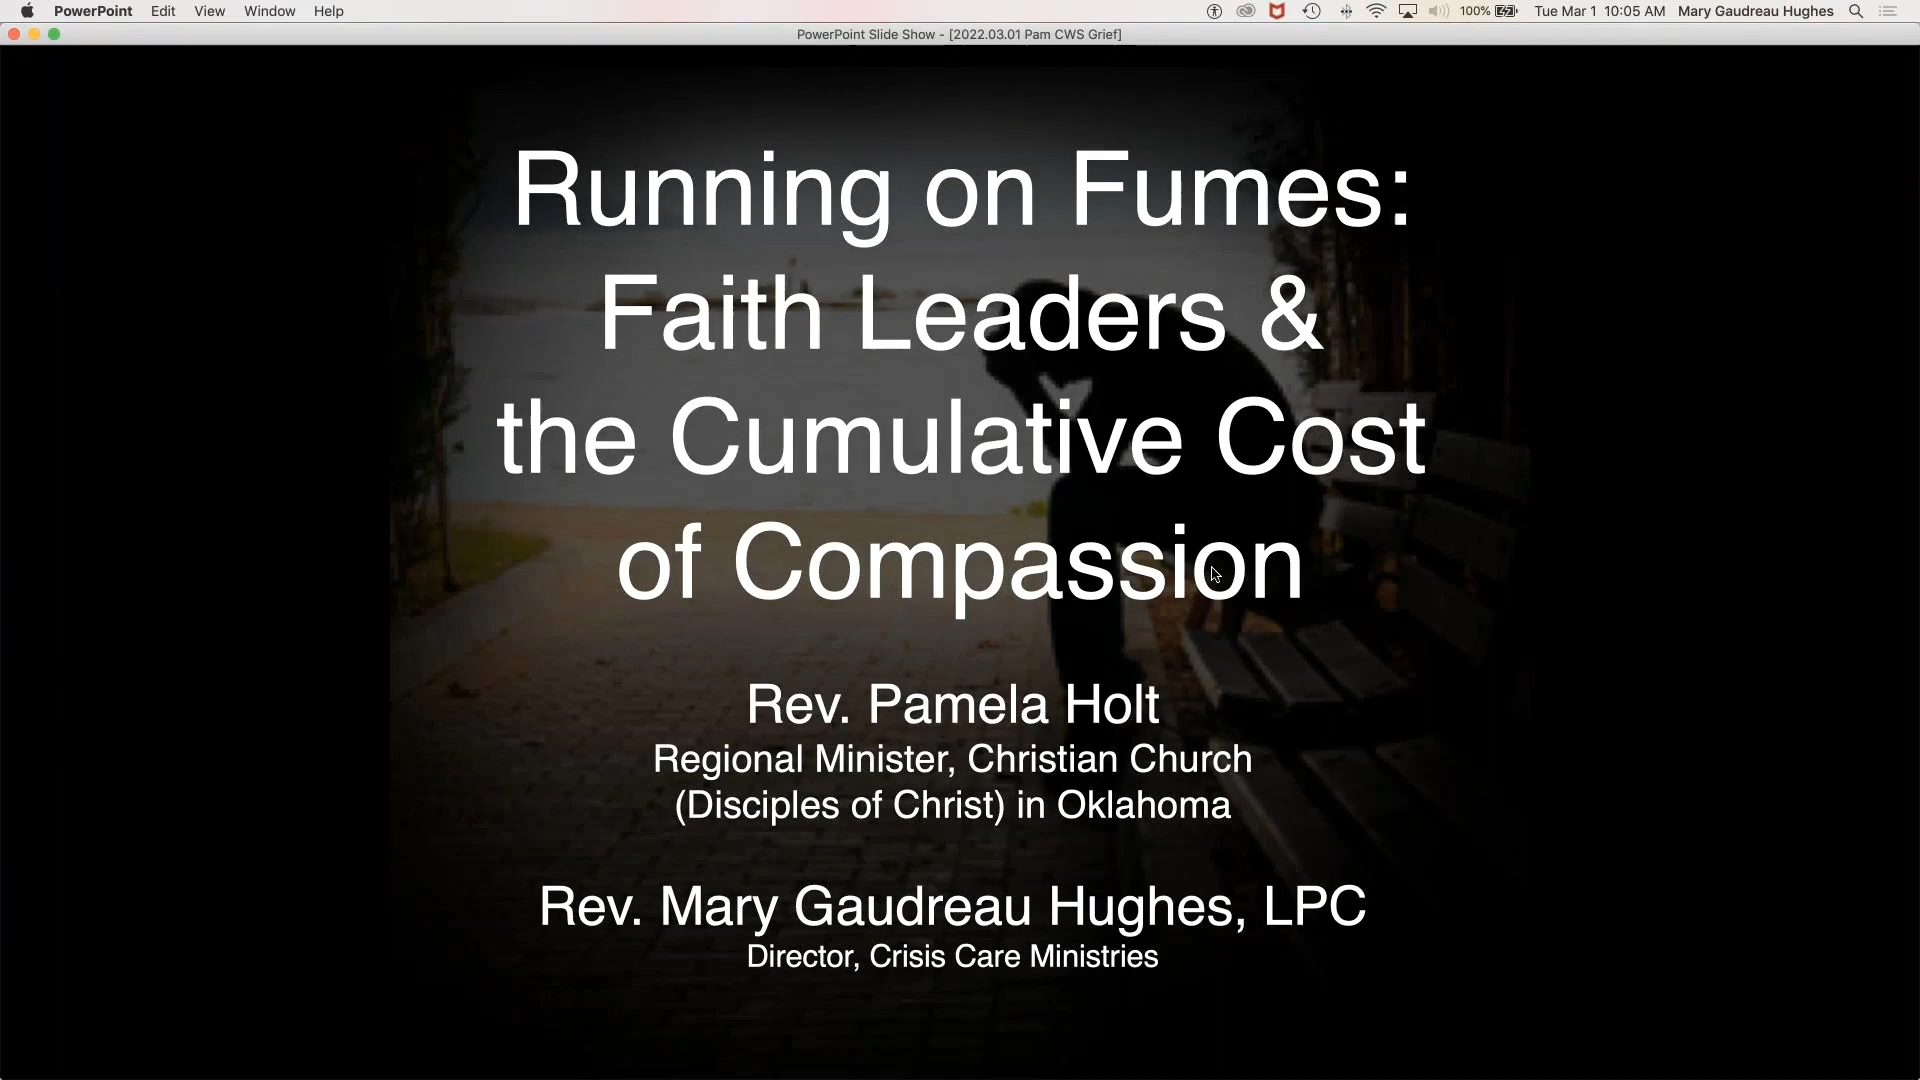 PowerPoint Edit View Window Help 100% Tue Mar 1 10:05 AM Mary Gaudreau Hughes
PowerPoint Slide Show - [2022.03.01 Pam CWS Grief]
Running on Fumes:
Faith Leaders &
the Cumulative Cost
of Compassion
Rev. Pamela Holt
Regional Minister, Christian Church
(Disciples of Christ) in Oklahoma
Rev. Mary Gaudreau Hughes, LPC
Director, Crisis Care Ministries